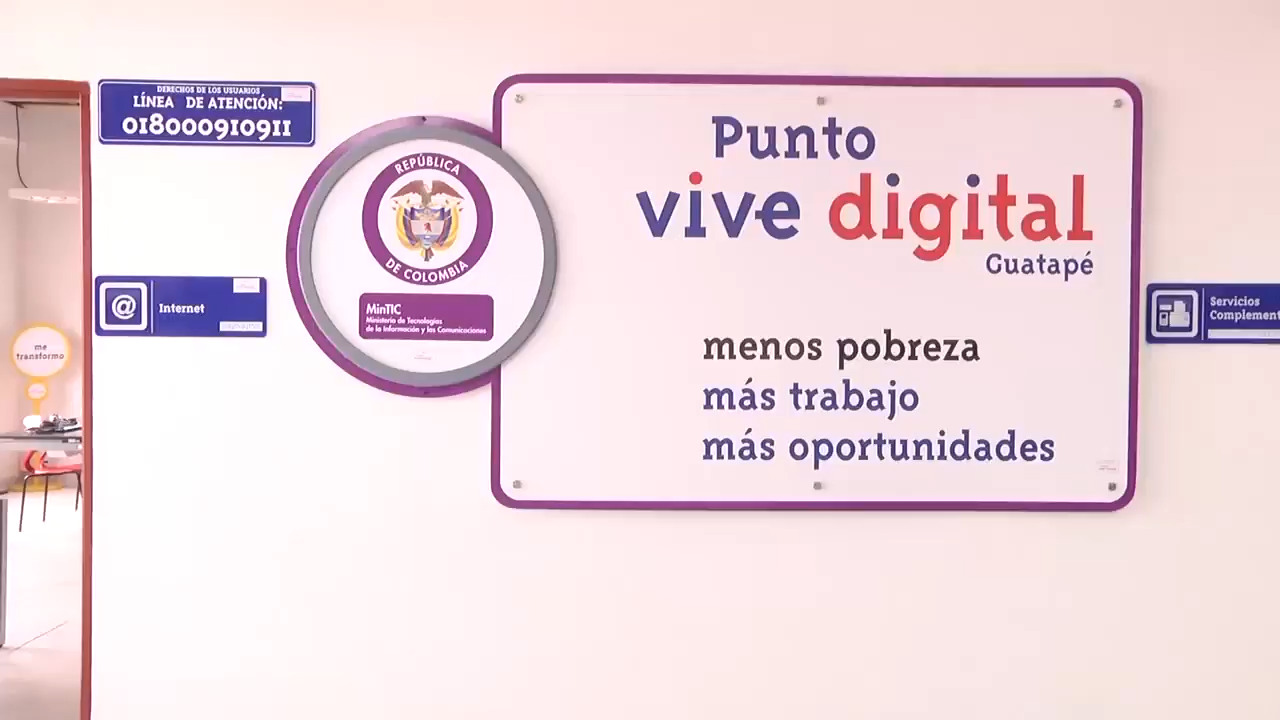 DERECHOS DE LOS USUARIOS
LÍNEA DE ATENCIÓN:
018000910911
@
Internet
me
transformo
REPÚBLICA
DE COLOMBIA
MinTIC
Ministerio de Tecnologías
de la Información y las Comunicaciones
Punto
vive digital
Guatapé
menos pobreza
más trabajo
más oportunidades
Servicios
Complement